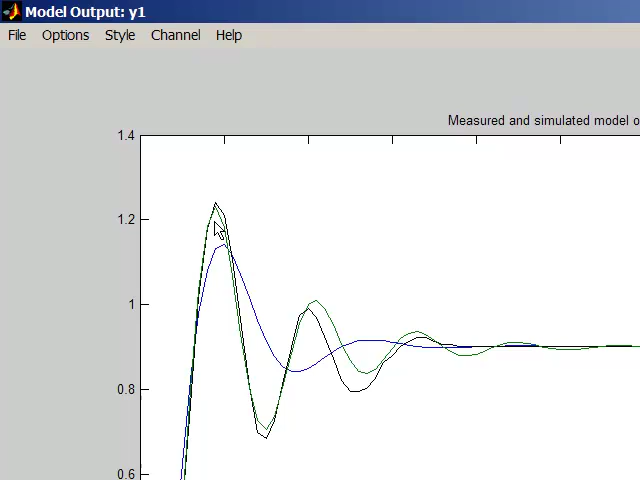 Model Output: y1
File Options Style Channel Help
Measured and simulated model o
1.4
1.2
1
0.8
0.6